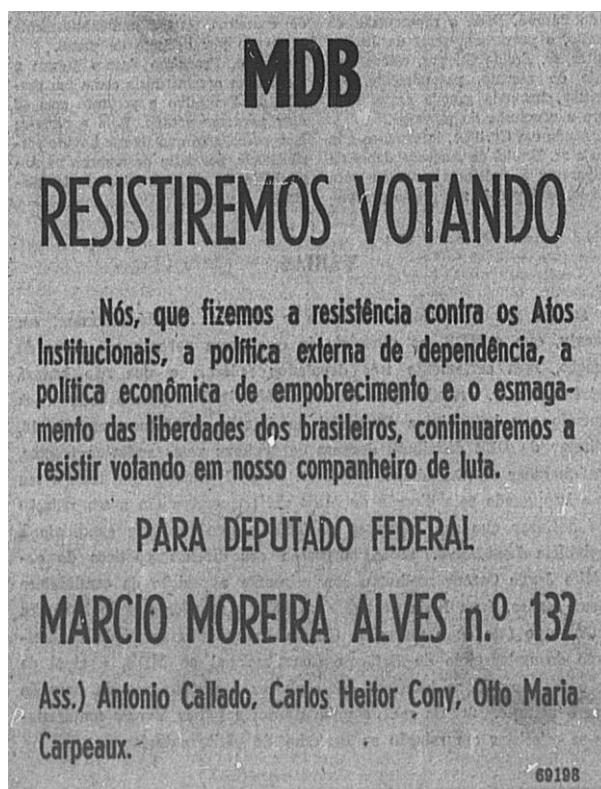 MDB
RESISTIREMOS VOTANDO
Nós, que fizemos a resistência contra os Atos
Institucionais, a política externa de dependência, a
política econômica de empobrecimento e o esmaga-
mento das liberdades dos brasileiros, continuaremos a
resistir votando em nosso companheiro de luta.
PARA DEPUTADO FEDERAL
MARCIO MOREIRA ALVES n.º 132
Ass.) Antonio Callado, Carlos Heitor Cony, Otto Maria
Carpeaux.
69198